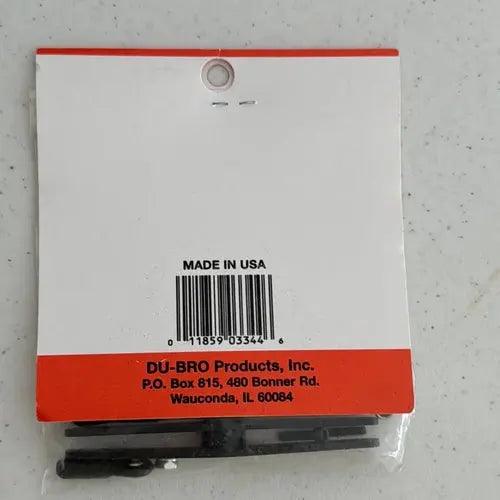 MADE IN USA
0 11859 03344 6
DU-BRO Products, Inc.
P.O. Box 815, 480 Bonner Rd.
Wauconda, IL 60084